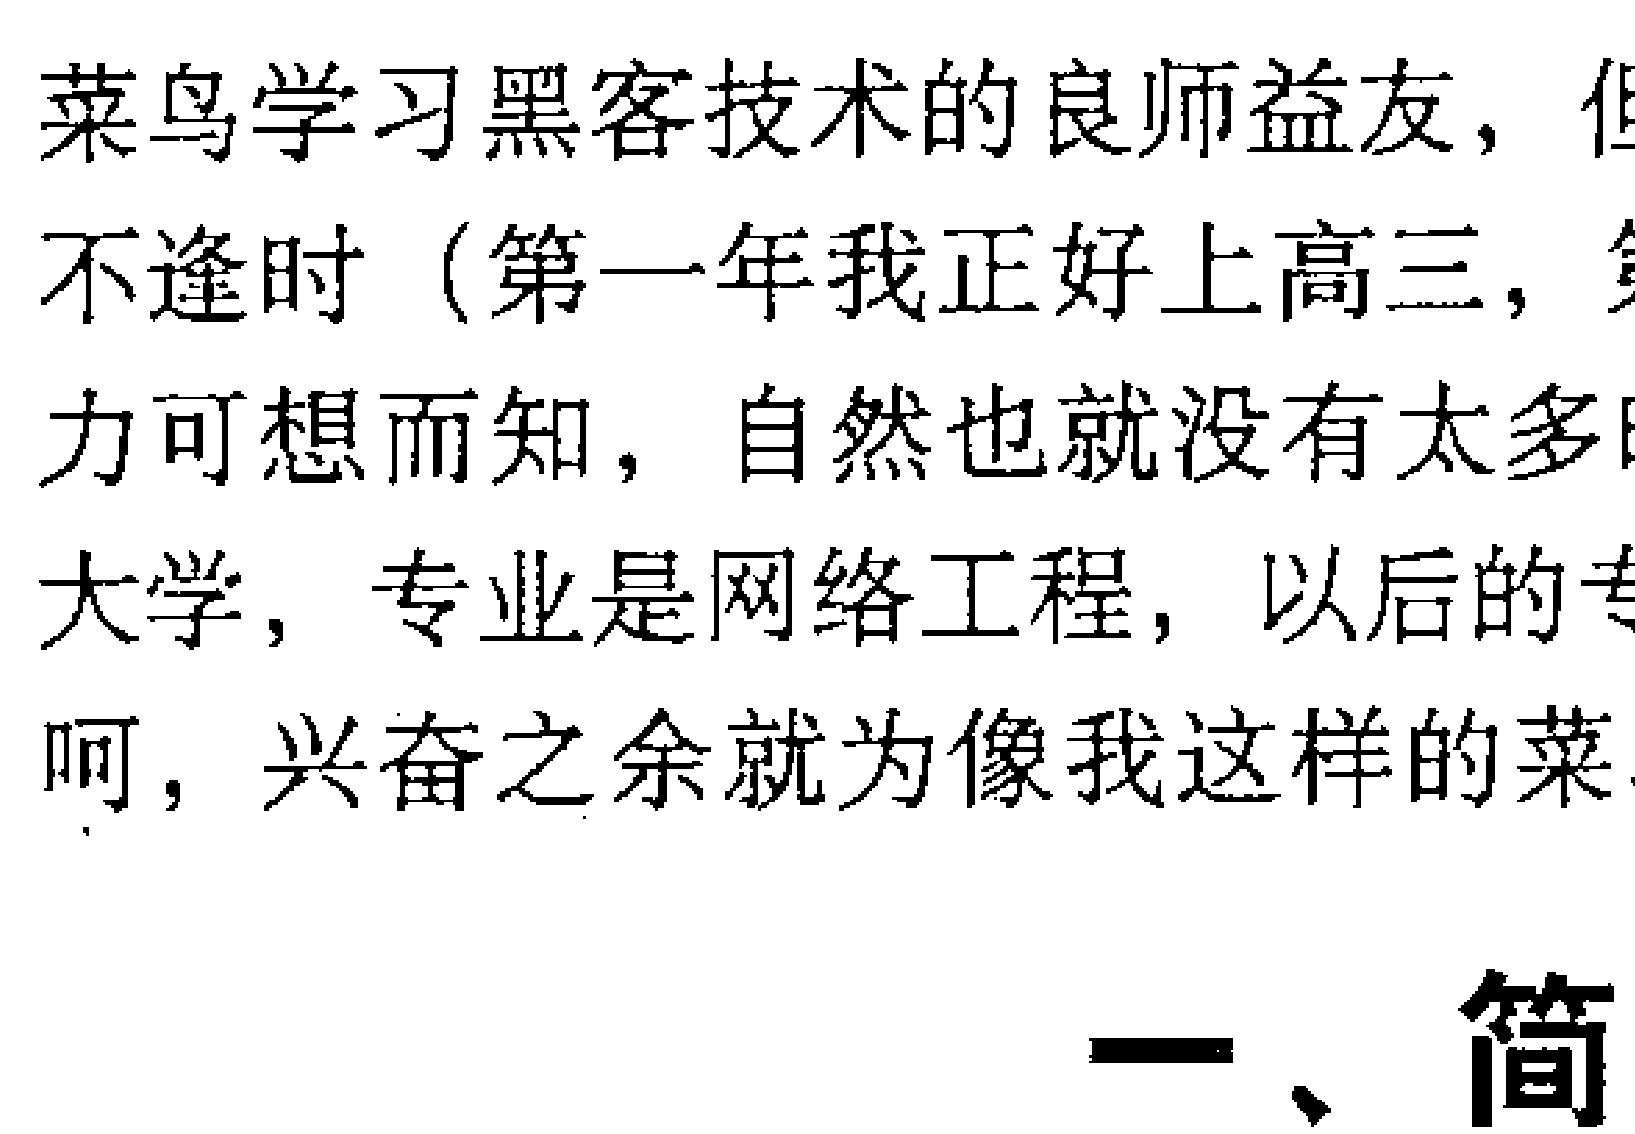 菜鸟学习黑客技术的良师益友，但
不逢时（第一年我正好上高三，第
力可想而知，自然也就没有太多
大学，专业是网络工程，以后的专
呵，兴奋之余就为像我这样的菜
一、简